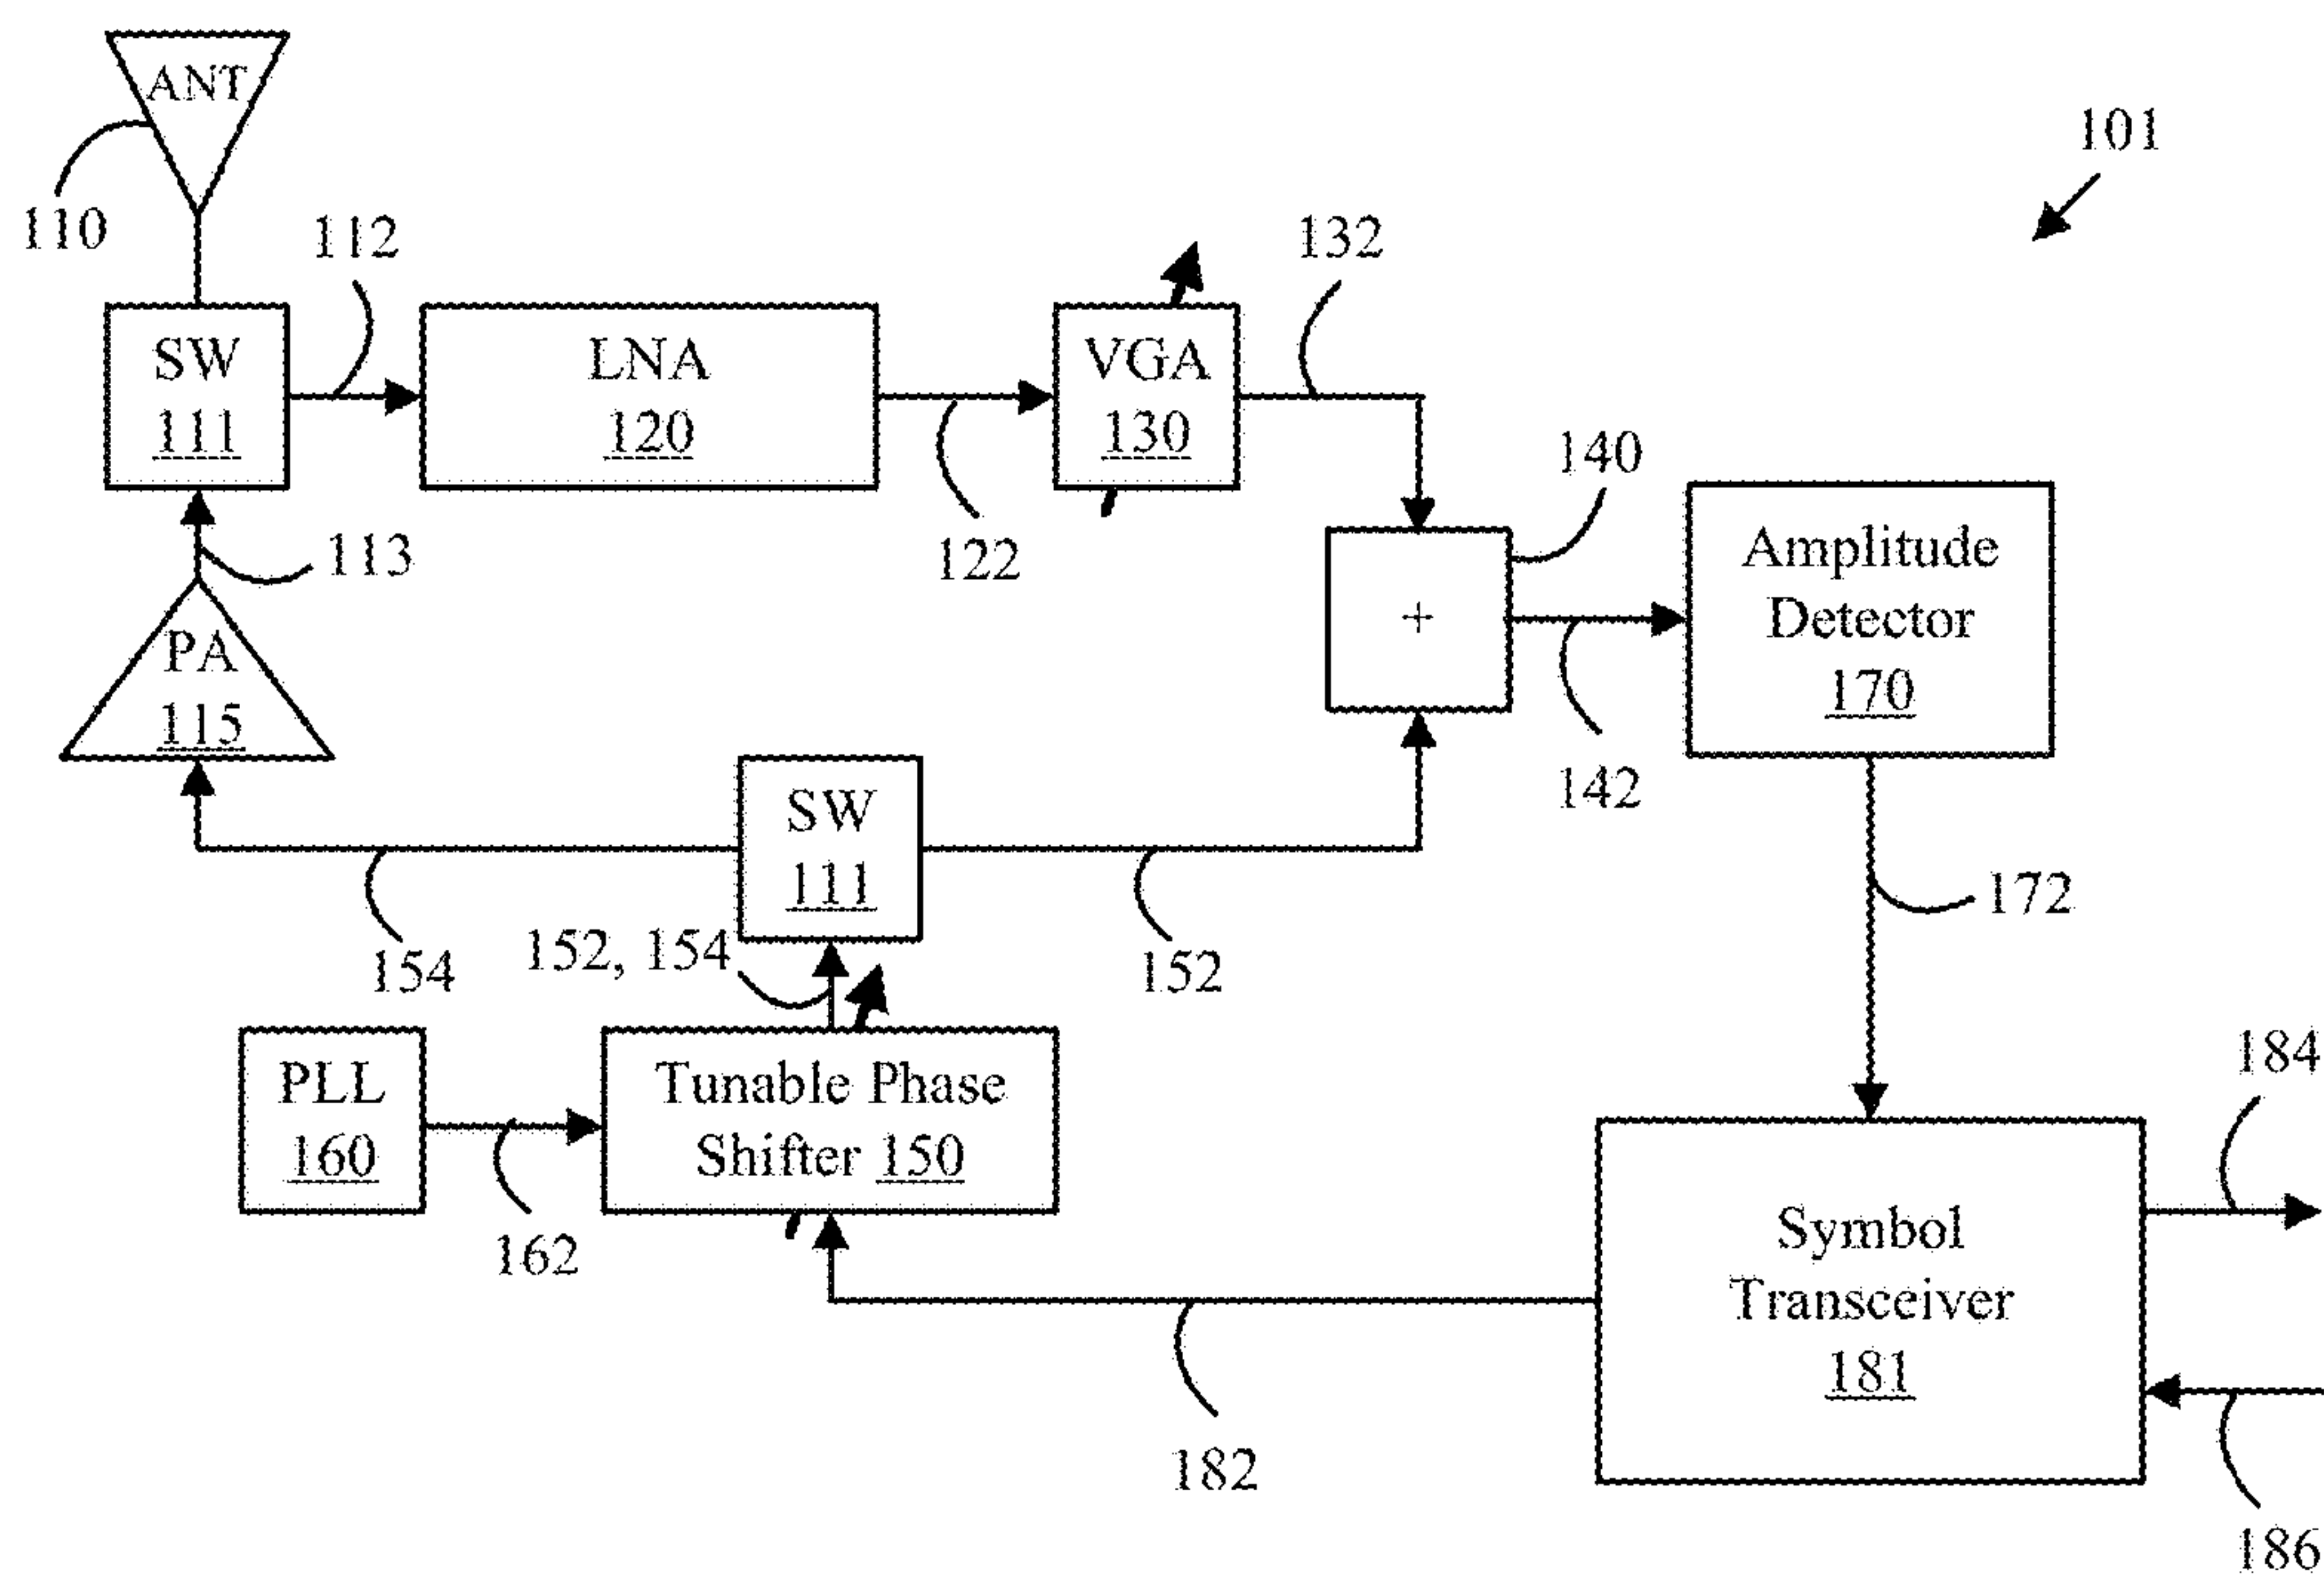 ANT
101
110
112
132
SW
111
LNA
120
VGA
130
140
113
122
Amplitude
Detector
170
+
PA
115
142
SW
111
172
154
152, 154
152
184
PLL
160
Tunable Phase
Shifter 150
162
Symbol
Transceiver
181
182
186